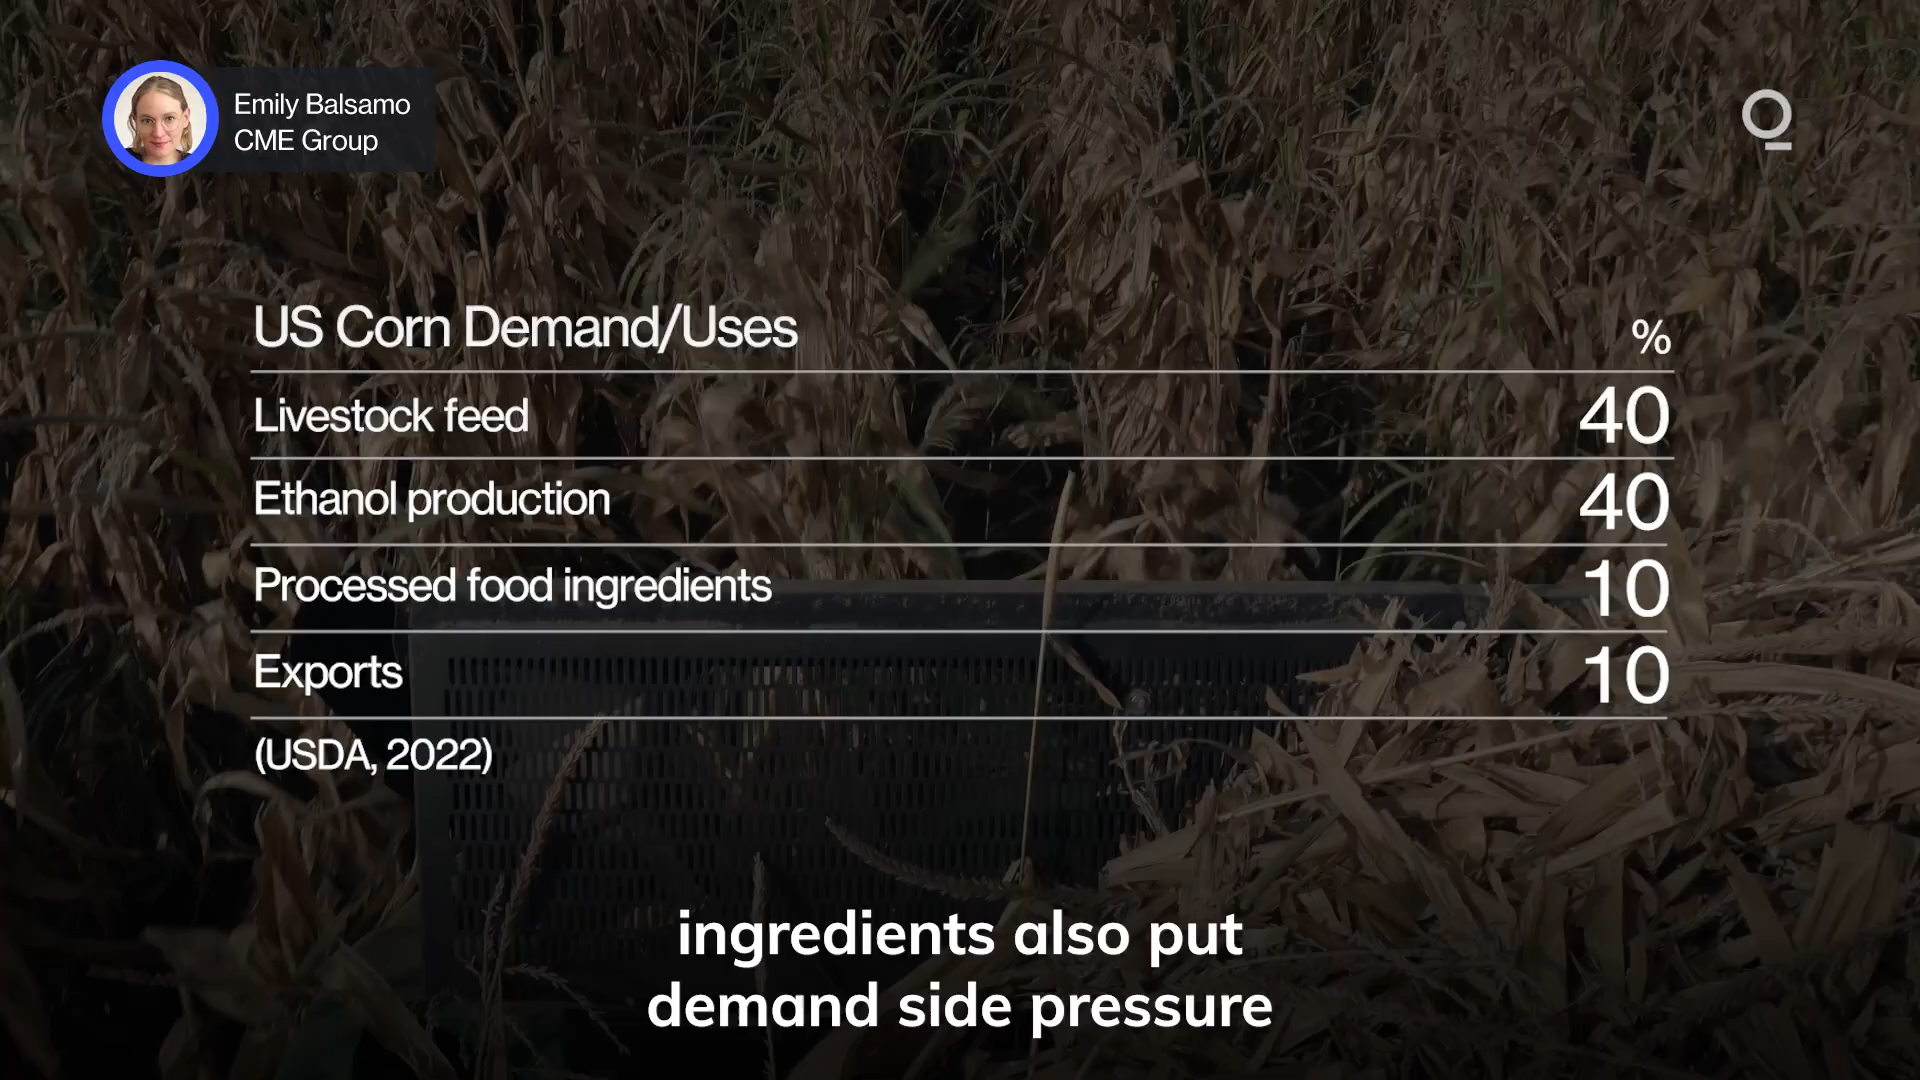 Emily Balsamo
CME Group
US Corn Demand/Uses %
Livestock feed 40
Ethanol production 40
Processed food ingredients 10
Exports 10
(USDA, 2022)
ingredients also put
demand side pressure